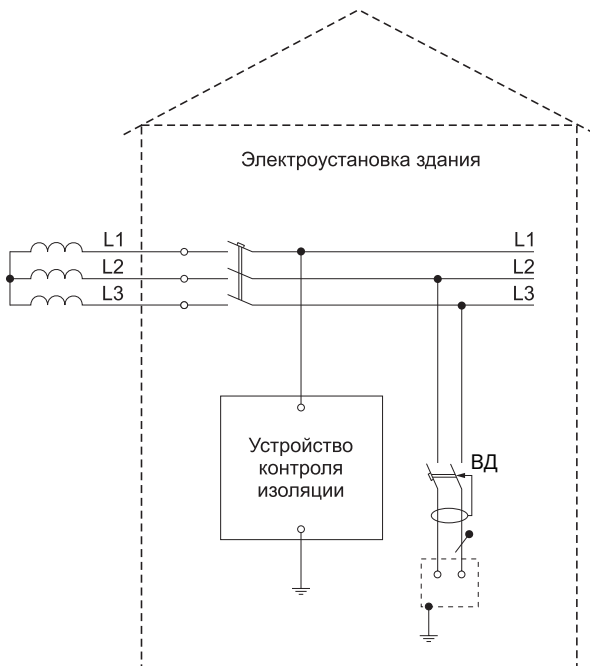 Электроустановка здания
L1 L1
L2 L2
L3 L3
Устройство
контроля
изоляции
ВД